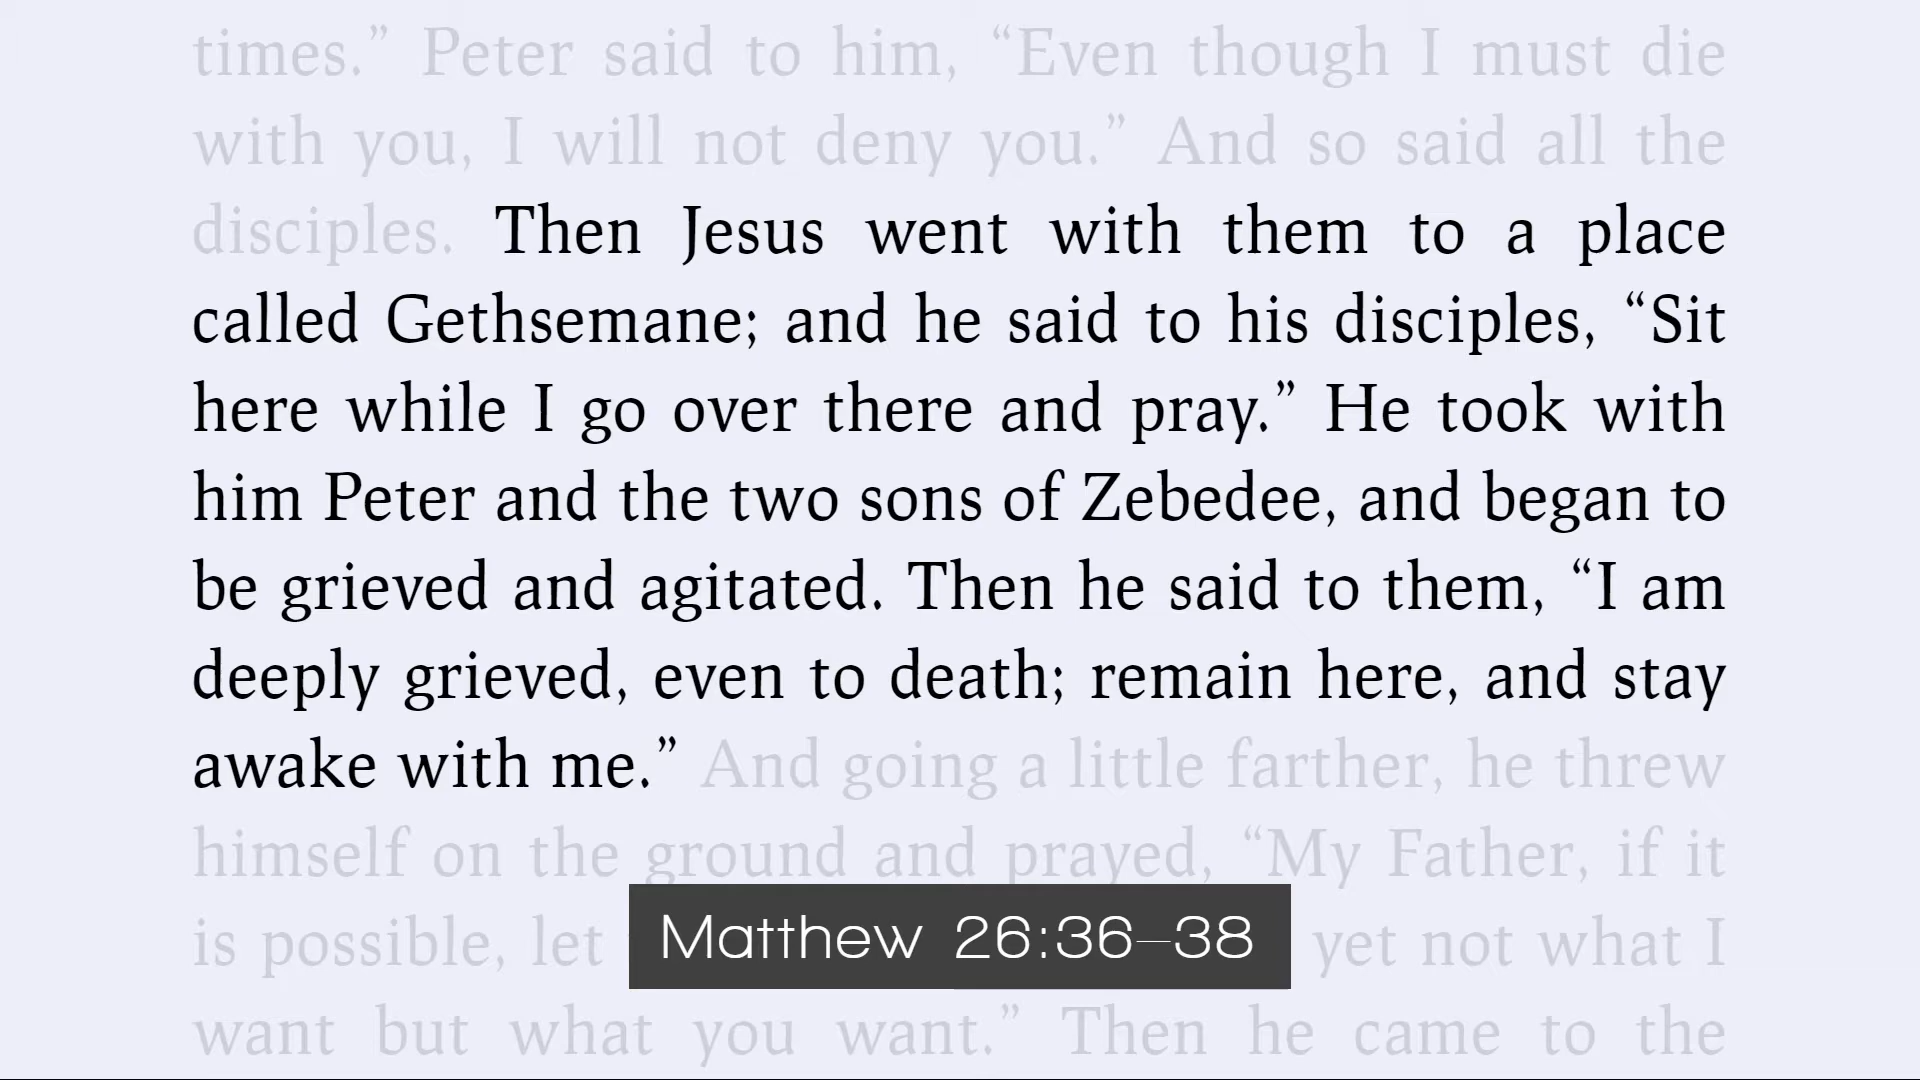 times.” Peter said to him, “Even though I must die
with you, I will not deny you.” And so said all the
disciples. Then Jesus went with them to a place
called Gethsemane; and he said to his disciples, “Sit
here while I go over there and pray.” He took with
him Peter and the two sons of Zebedee, and began to
be grieved and agitated. Then he said to them, “I am
deeply grieved, even to death; remain here, and stay
awake with me.” And going a little farther, he threw
himself on the ground and prayed, “My Father, if it
is possible, let yet not what I
Matthew 26:36–38
want but what you want.” Then he came to the